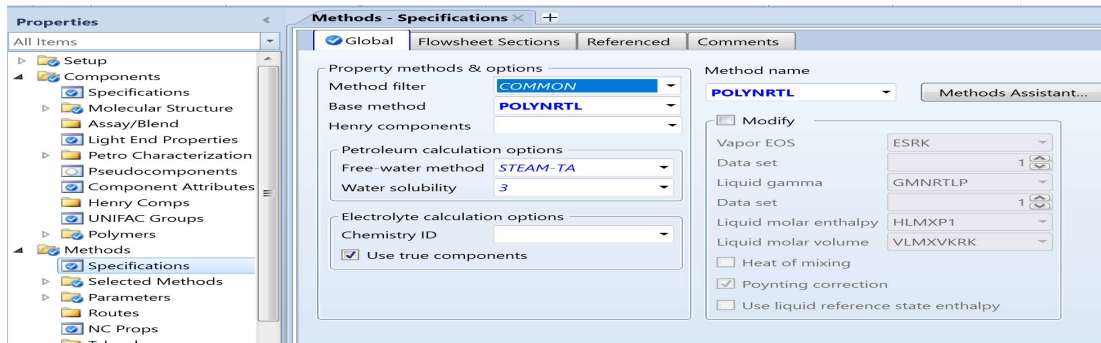 Properties
All Items
Setup
Components
Specifications
Molecular Structure
Assay/Blend
Light End Properties
Petro Characterization
Pseudocomponents
Component Attributes
Henry Comps
UNIFAC Groups
Polymers
Methods
Specifications
Selected Methods
Parameters
Routes
NC Props
Methods - Specifications × +
Global Flowsheet Sections Referenced Comments
Property methods & options
Method filter COMMON
Base method POLYNRTL
Henry components
Petroleum calculation options
Free-water method STEAM-TA
Water solubility 3
Electrolyte calculation options
Chemistry ID
Use true components
Method name
POLYNRTL Methods Assistant...
Modify
Vapor EOS ESRK
Data set 1
Liquid gamma GMNRTLP
Data set 1
Liquid molar enthalpy HLMXP1
Liquid molar volume VLMXVKRK
Heat of mixing
Poynting correction
Use liquid reference state enthalpy